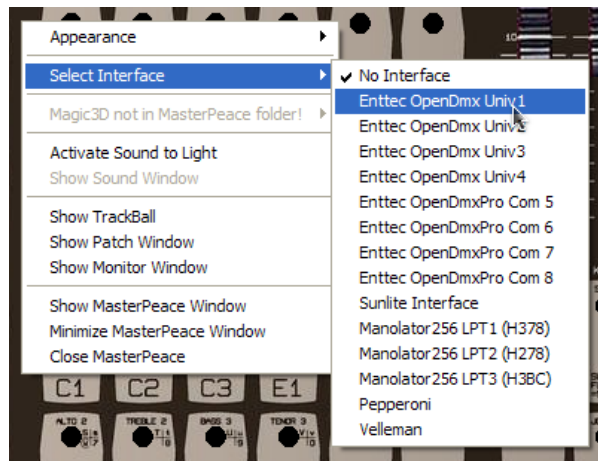 Appearance
Select Interface
Magic3D not in MasterPeace folder!
Activate Sound to Light
Show Sound Window
Show TrackBall
Show Patch Window
Show Monitor Window
Show MasterPeace Window
Minimize MasterPeace Window
Close MasterPeace
No Interface
Enttec OpenDmx Univ1
Enttec OpenDmx Univ2
Enttec OpenDmx Univ3
Enttec OpenDmx Univ4
Enttec OpenDmxPro Com 5
Enttec OpenDmxPro Com 6
Enttec OpenDmxPro Com 7
Enttec OpenDmxPro Com 8
Sunlite Interface
Manolator256 LPT1 (H378)
Manolator256 LPT2 (H278)
Manolator256 LPT3 (H3BC)
Pepperoni
Velleman
10
C1 C2 C3 E1
ALTO 2 TREBLE 2 BASS 3 TENOR 3